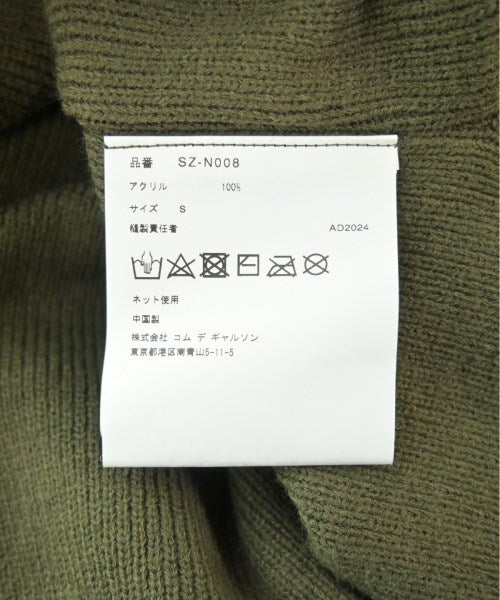 品番 SZ-N008
アクリル 100%
サイズ S
縫製責任者 AD2024
ネット使用
中国製
株式会社 コム デ ギャルソン
東京都港区南青山5-11-5